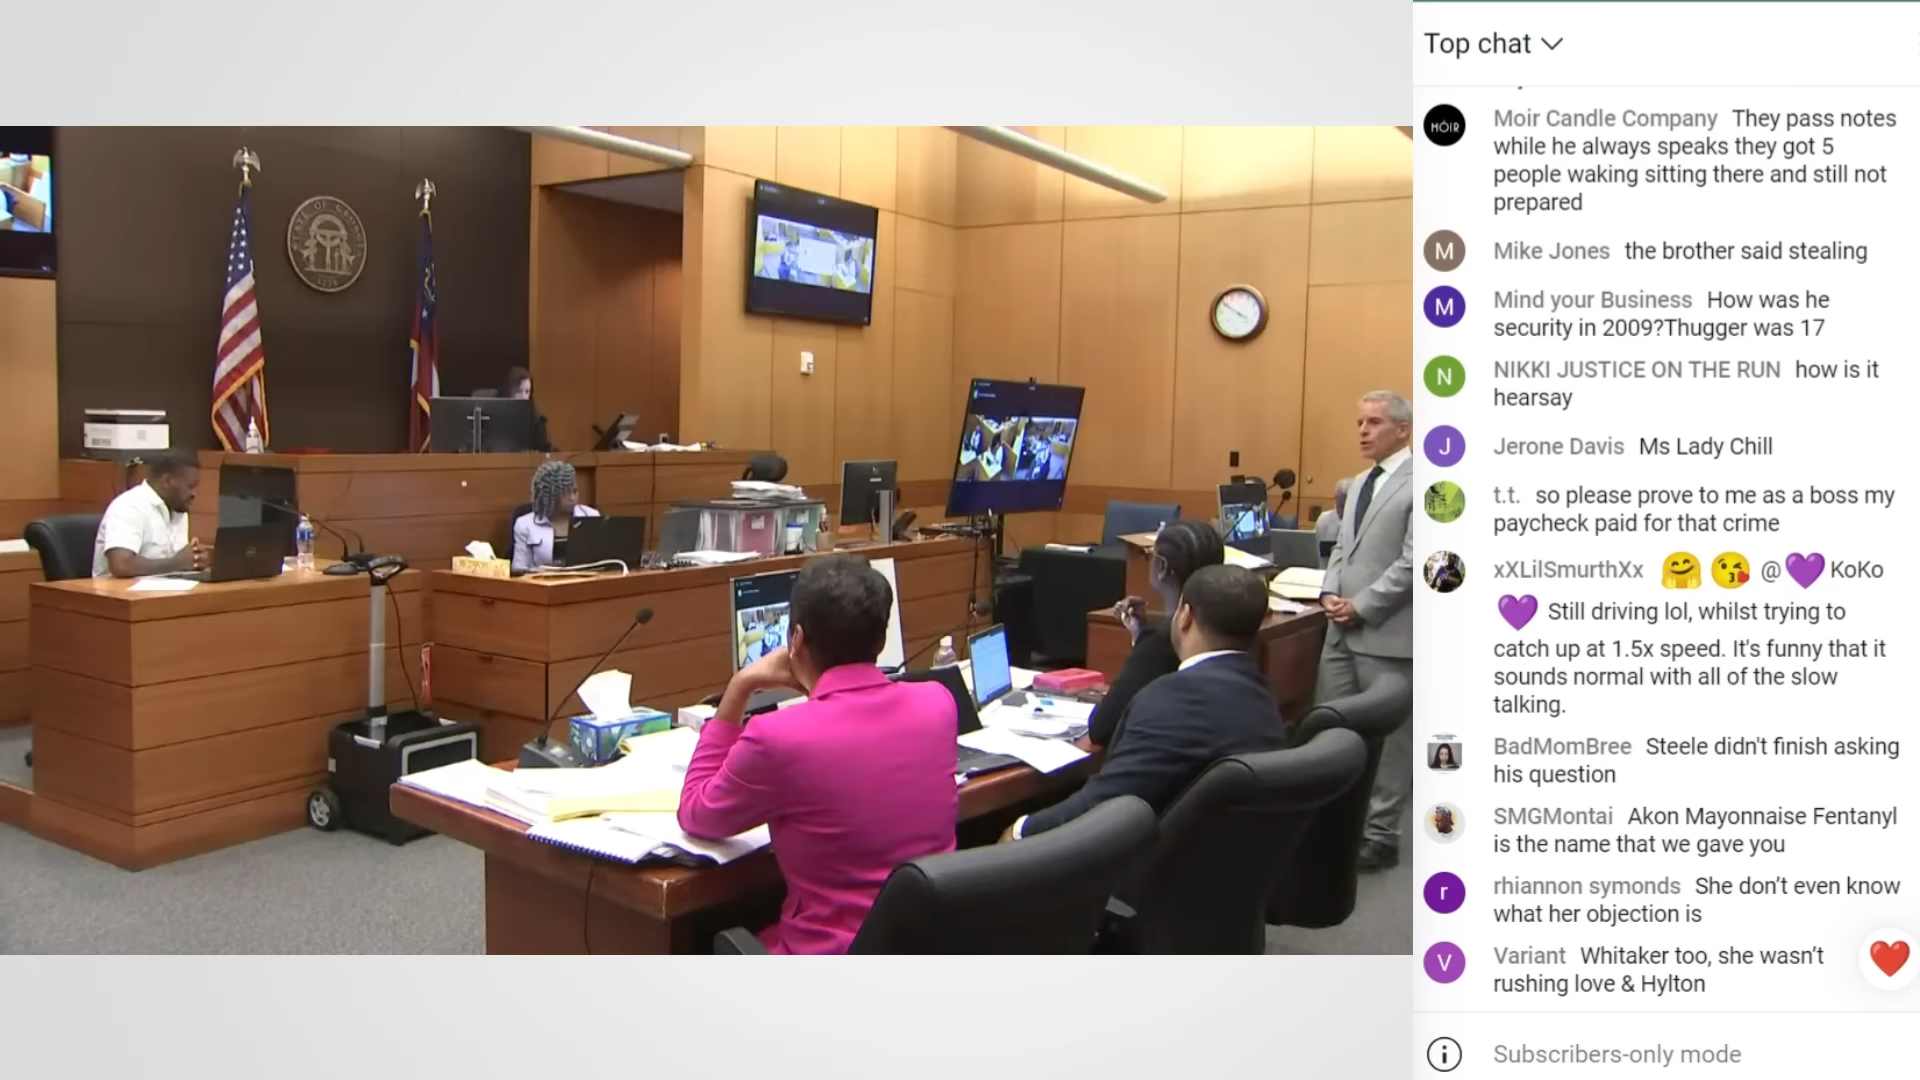 STATE OF GEORGIA
1776
Top chat
MÓIR
Moir Candle Company They pass notes
while he always speaks they got 5
people waking sitting there and still not
prepared
M
Mike Jones the brother said stealing
M
Mind your Business How was he
security in 2009?Thugger was 17
N
NIKKI JUSTICE ON THE RUN how is it
hearsay
J
Jerone Davis Ms Lady Chill
t.t. so please prove to me as a boss my
paycheck paid for that crime
xXLilSmurthXx 🤗 😘 @💜KoKo
💜 Still driving lol, whilst trying to
catch up at 1.5x speed. It's funny that it
sounds normal with all of the slow
talking.
BadMomBree Steele didn't finish asking
his question
SMGMontai Akon Mayonnaise Fentanyl
is the name that we gave you
r
rhiannon symonds She don’t even know
what her objection is
V
Variant Whitaker too, she wasn’t
rushing love & Hylton
Subscribers-only mode